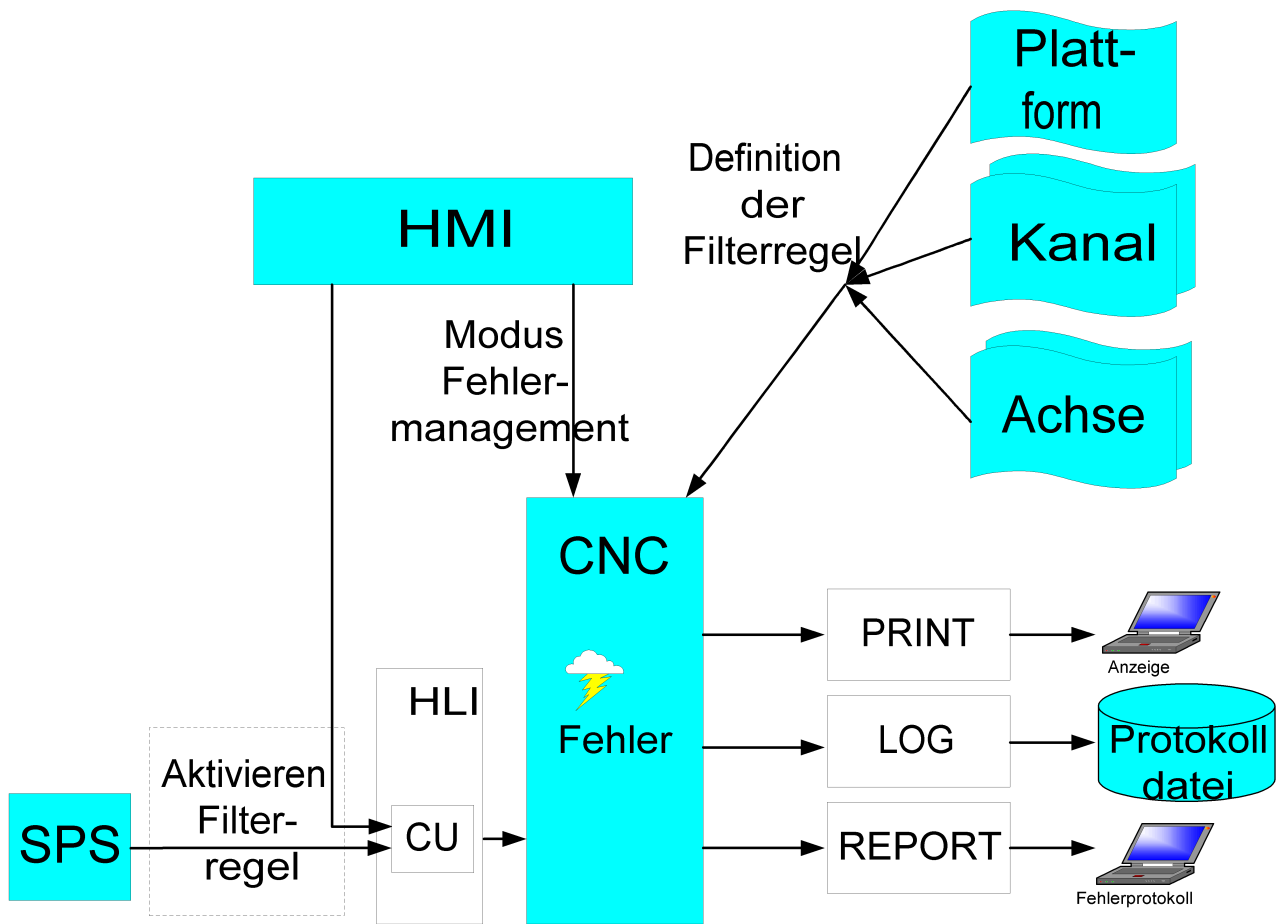 Platt-
form
Definition
der
Filterregel
Kanal
HMI
Modus
Fehler-
management
Achse
CNC
Fehler
PRINT
Anzeige
HLI
LOG
Protokoll
datei
Aktivieren
Filter-
regel
SPS
CU
REPORT
Fehlerprotokoll